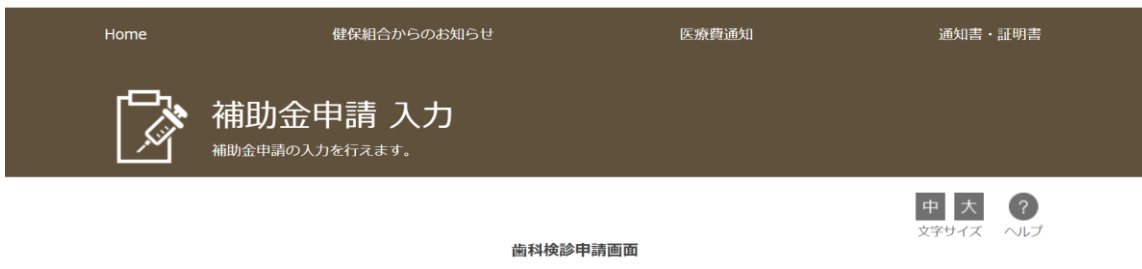 Home 健保組合からのお知らせ 医療費通知 通知書・証明書
補助金申請 入力
補助金申請の入力を行えます。
中 大 ?
文字サイズ ヘルプ
歯科検診申請画面